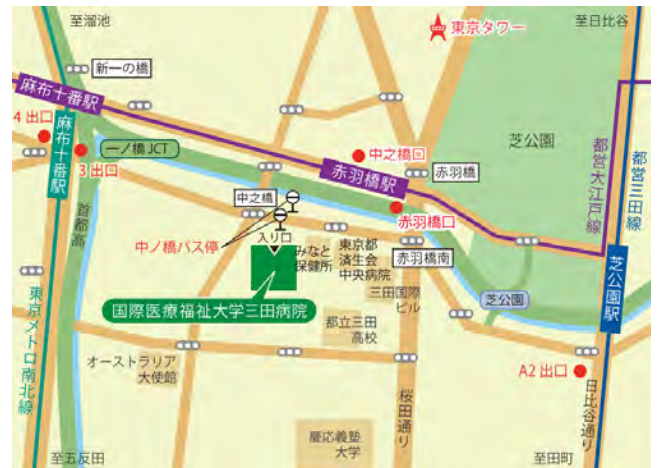 至溜池
東京タワー
至日比谷
新一の橋
麻布十番駅
4出口
麻布十番駅
3出口
一ノ橋JCT
中之橋口
赤羽橋駅
赤羽橋
芝公園
都営大江戸線
都営三田線
首都高
中之橋
赤羽橋口
中ノ橋バス停
入り口
みなと
保健所
東京都
済生会
中央病院
赤羽橋南
国際医療福祉大学三田病院
三田国際
ビル
芝公園
芝公園駅
都立三田
高校
東京メトロ南北線
オーストラリア
大使館
桜田通り
A2出口
日比谷通り
慶応義塾
大学
至五反田
至田町